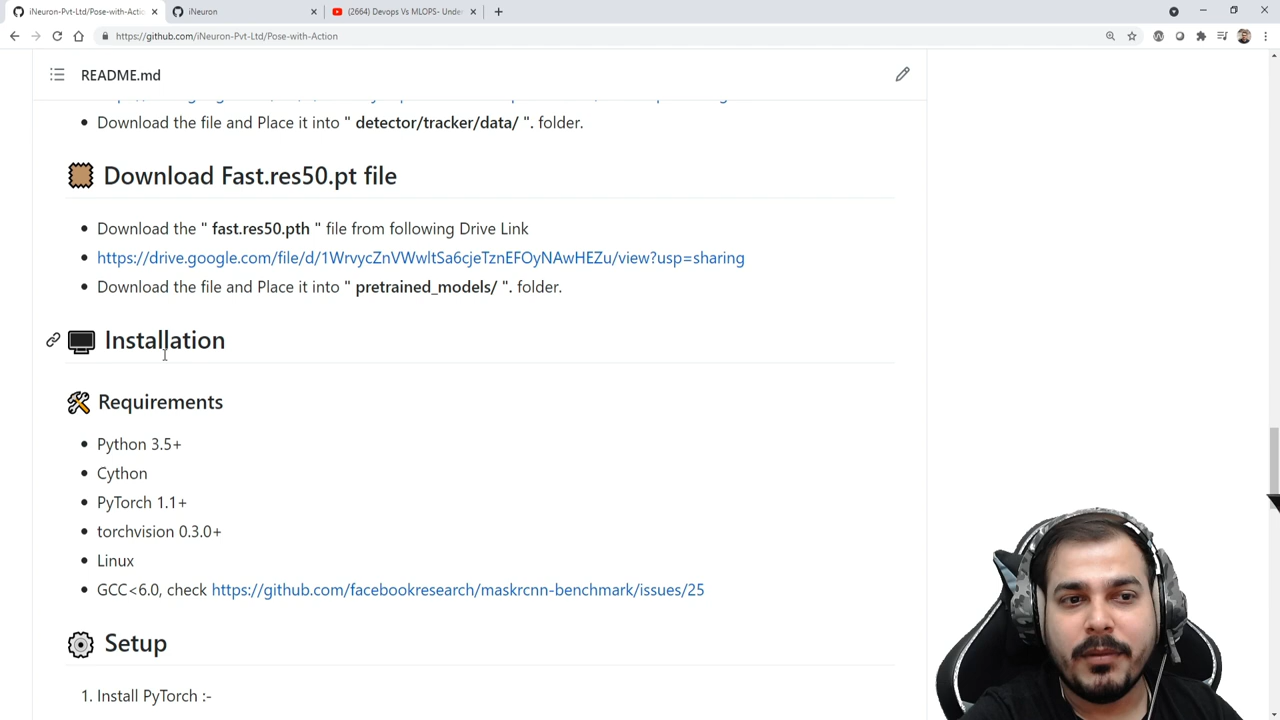 iNeuron-Pvt-Ltd/Pose-with-Actio
iNeuron
(2664) Devops Vs MLOPS- Under
https://github.com/iNeuron-Pvt-Ltd/Pose-with-Action
README.md
• Download the file and Place it into " detector/tracker/data/ ". folder.
Download Fast.res50.pt file
• Download the " fast.res50.pth " file from following Drive Link
• https://drive.google.com/file/d/1WrvycZnVWwltSa6cjeTznEFOyNAwHEZu/view?usp=sharing
• Download the file and Place it into " pretrained_models/ ". folder.
Installation
Requirements
• Python 3.5+
• Cython
• PyTorch 1.1+
• torchvision 0.3.0+
• Linux
• GCC<6.0, check https://github.com/facebookresearch/maskrcnn-benchmark/issues/25
Setup
1. Install PyTorch :-